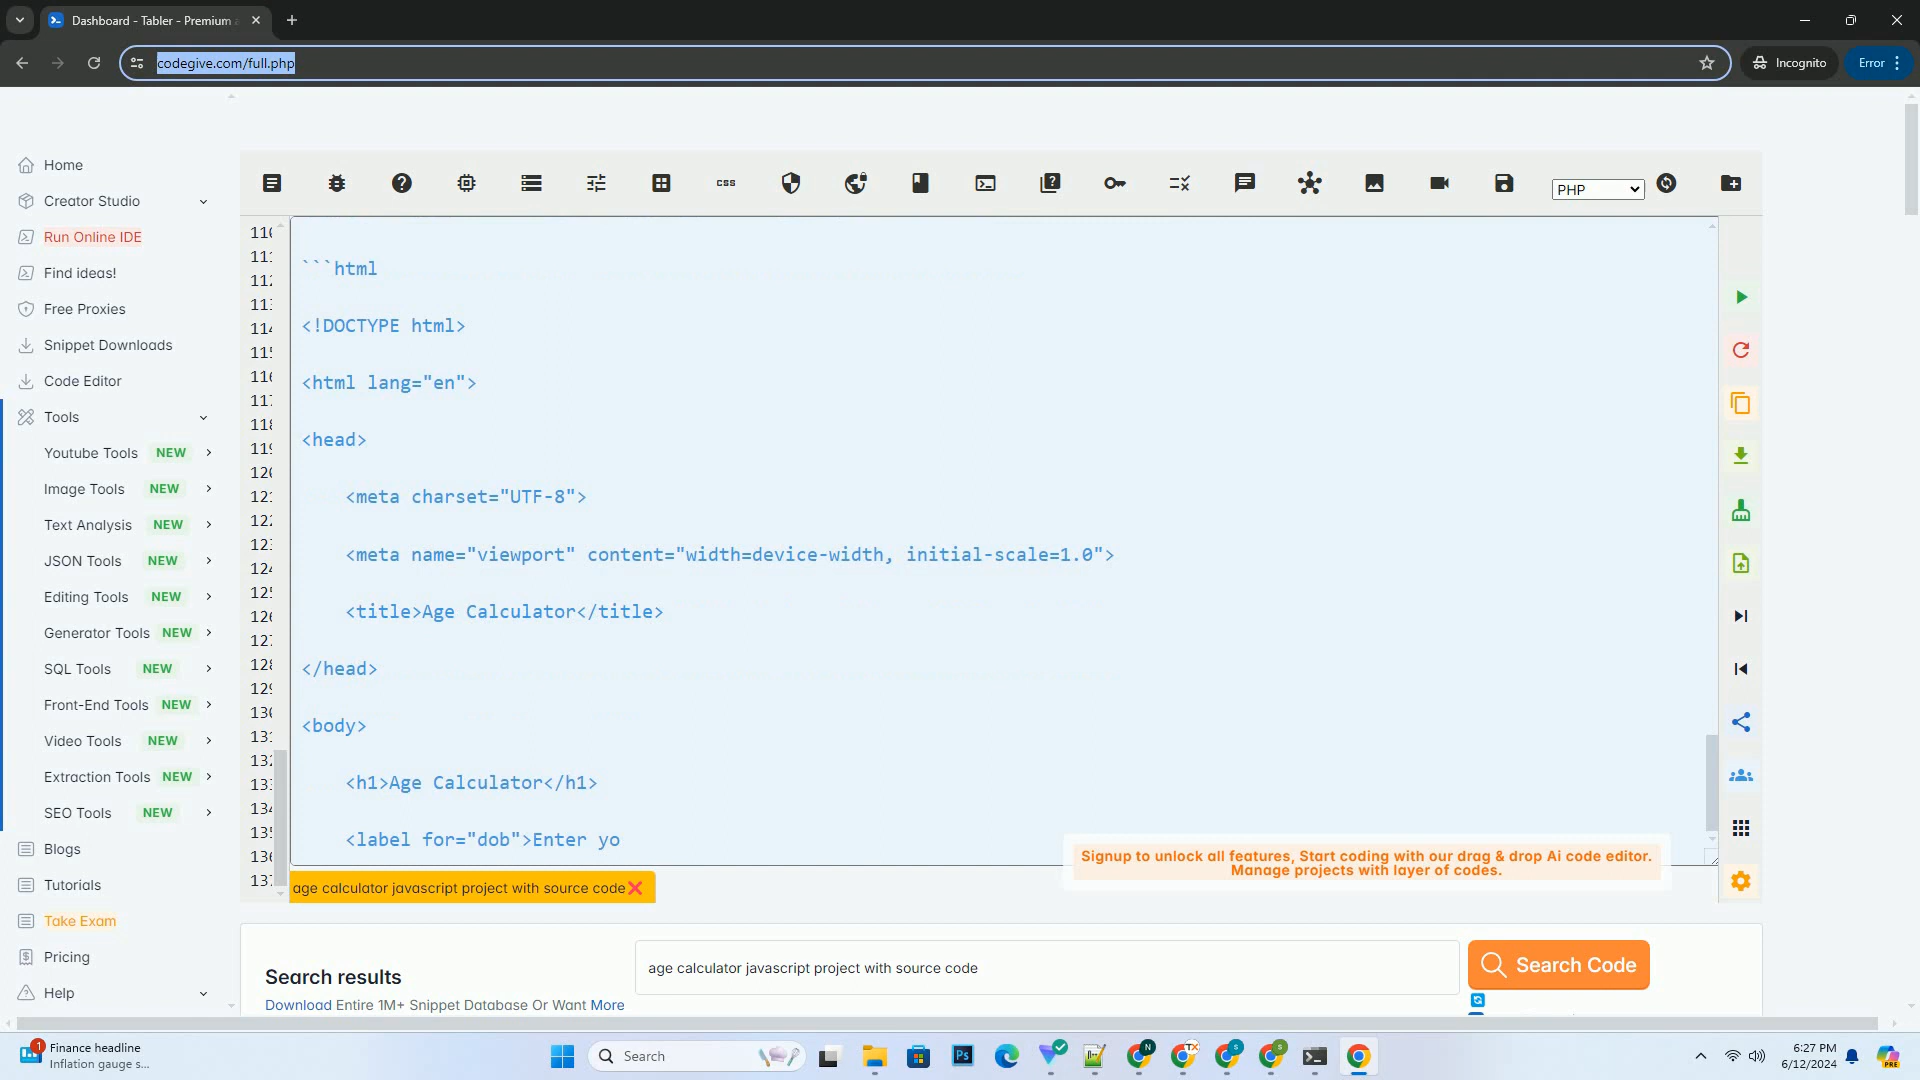 Dashboard - Tabler - Premium
codegive.com/full.php
Incognito
Error
Home
Creator Studio
Run Online IDE
Find ideas!
Free Proxies
Snippet Downloads
Code Editor
Tools
Youtube Tools NEW
Image Tools NEW
Text Analysis NEW
JSON Tools NEW
Editing Tools NEW
Generator Tools NEW
SQL Tools NEW
Front-End Tools NEW
Video Tools NEW
Extraction Tools NEW
SEO Tools NEW
Blogs
Tutorials
Take Exam
Pricing
Help
css
PHP
```html
<!DOCTYPE html>
<html lang="en">
<head>
<meta charset="UTF-8">
<meta name="viewport" content="width=device-width, initial-scale=1.0">
<title>Age Calculator</title>
</head>
<body>
<h1>Age Calculator</h1>
<label for="dob">Enter yo
Signup to unlock all features, Start coding with our drag & drop Ai code editor.
Manage projects with layer of codes.
age calculator javascript project with source code
Search results
Download Entire 1M+ Snippet Database Or Want More
age calculator javascript project with source code
Search Code
1
Finance headline
Inflation gauge s...
Search
6:27 PM
6/12/2024